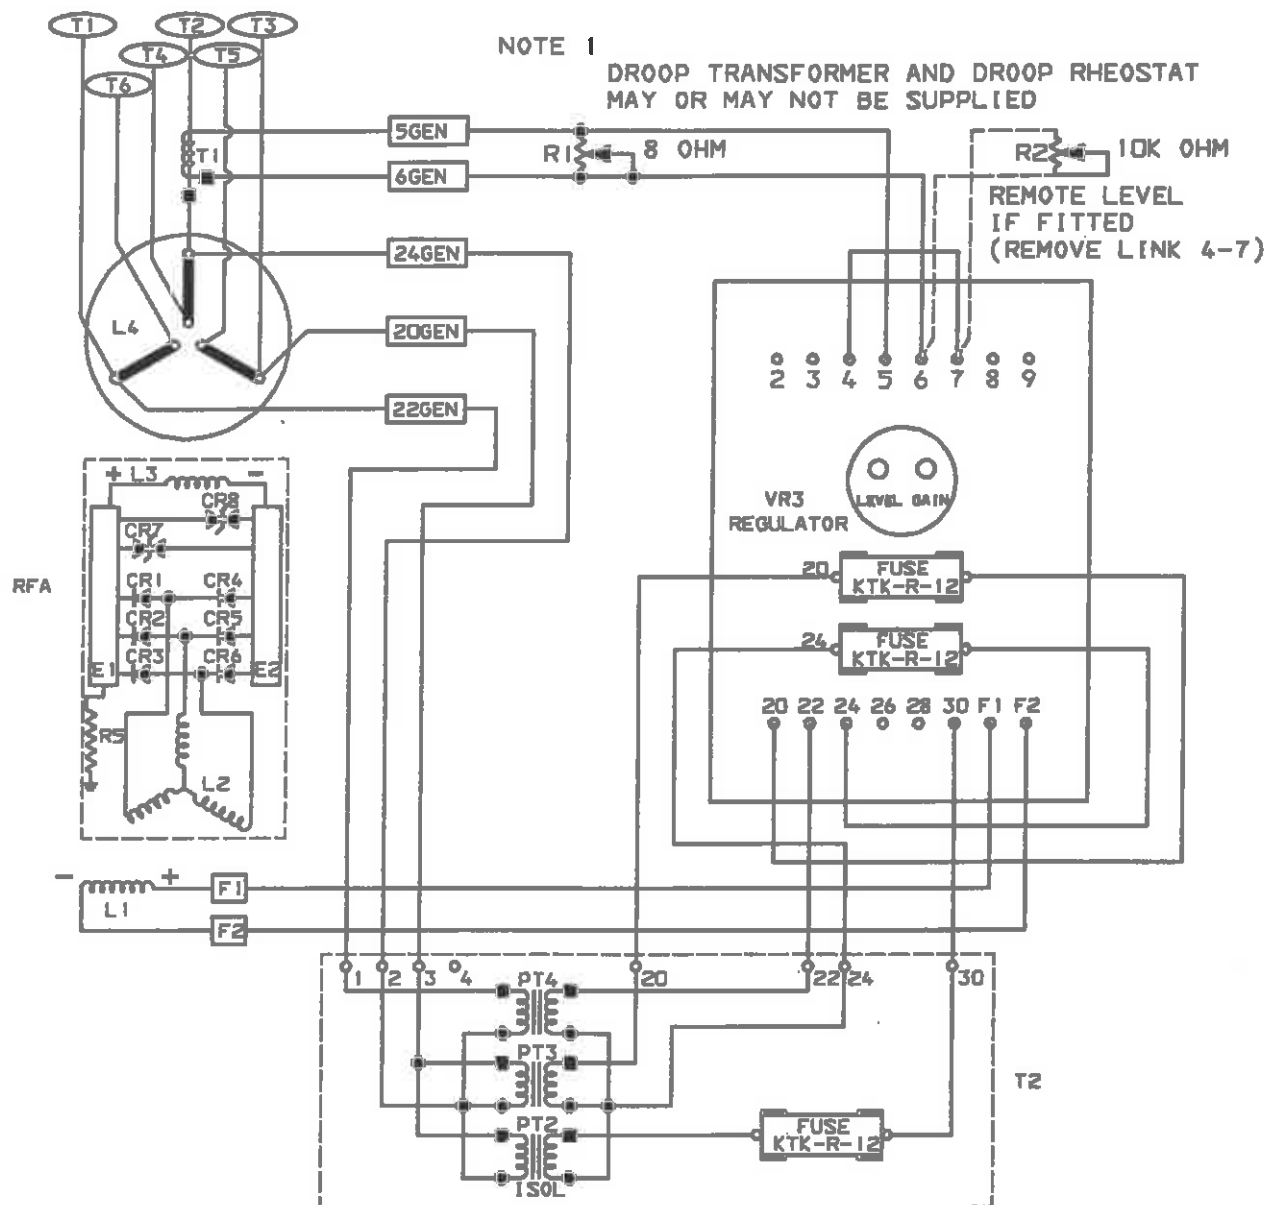 T1 T2 T3
T4 T5
T6
NOTE 1
DROOP TRANSFORMER AND DROOP RHEOSTAT
MAY OR MAY NOT BE SUPPLIED
5GEN
T1
R1 8 OHM
R2 10K OHM
6GEN
REMOTE LEVEL
IF FITTED
(REMOVE LINK 4-7)
24GEN
L4
20GEN
22GEN
2 3 4 5 6 7 8 9
+ L3 -
CR8
CR7
LEVEL GAIN
VR3
REGULATOR
RFA
CR1 CR4
CR2 CR5
CR3 CR6
E1 E2
R5
L2
20 FUSE
KTK-R-12
24 FUSE
KTK-R-12
20 22 24 26 28 30 F1 F2
- + F1
L1
F2
1 2 3 4 20 22 24 30
PT4
PT3
T2
PT2
ISOL
FUSE
KTK-R-12